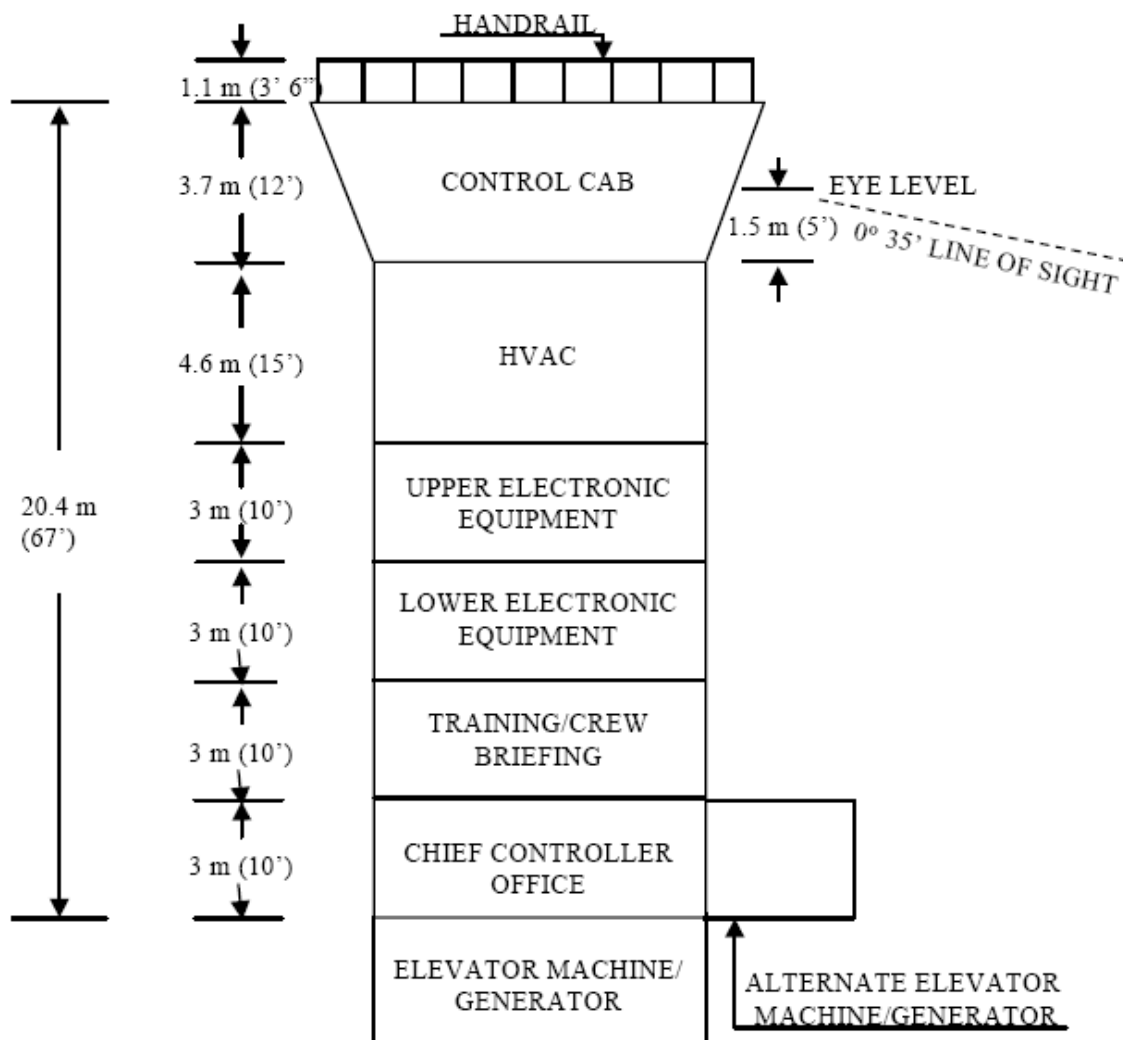 HANDRAIL
1.1 m (3’ 6”)
CONTROL CAB
3.7 m (12’)
EYE LEVEL
1.5 m (5’)
0º 35’ LINE OF SIGHT
HVAC
4.6 m (15’)
20.4 m
(67’)
UPPER ELECTRONIC
EQUIPMENT
3 m (10’)
LOWER ELECTRONIC
EQUIPMENT
3 m (10’)
TRAINING/CREW
BRIEFING
3 m (10’)
CHIEF CONTROLLER
OFFICE
3 m (10’)
ELEVATOR MACHINE/
GENERATOR
ALTERNATE ELEVATOR
MACHINE/GENERATOR